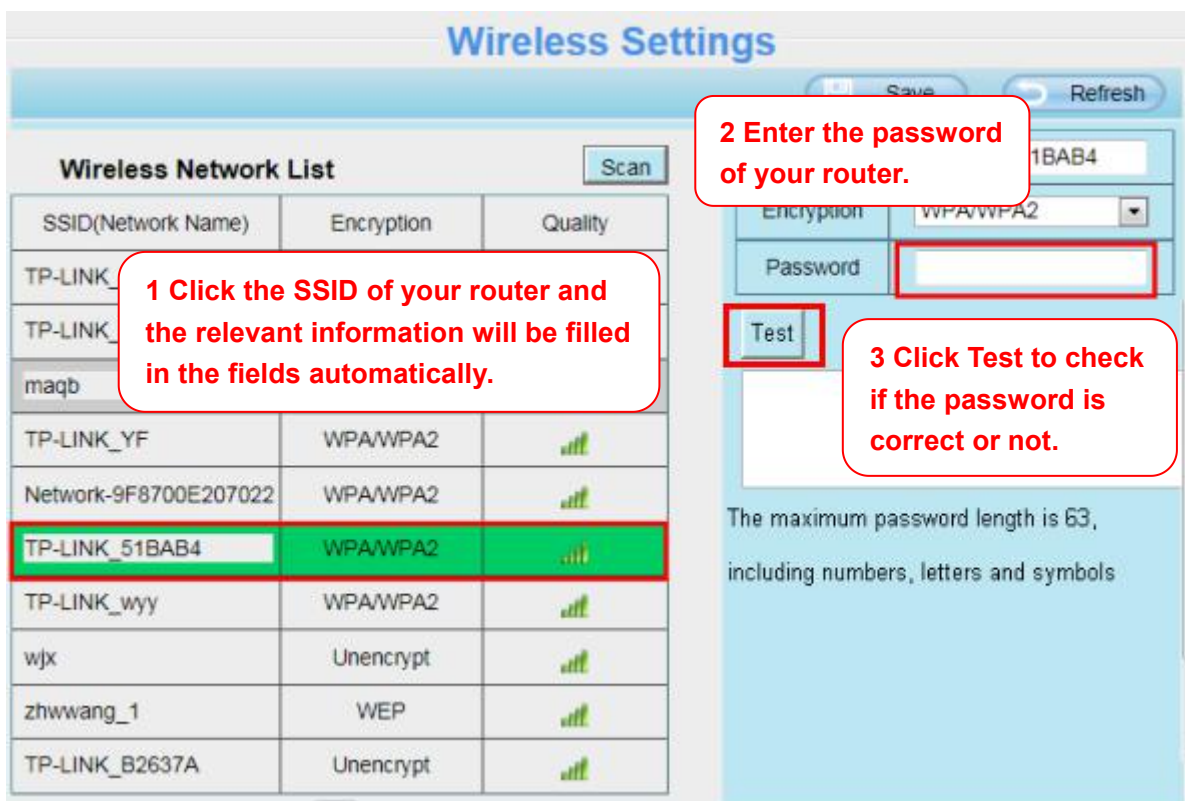 Wireless Settings
Save
Refresh
Wireless Network List
Scan
SSID(Network Name) Encryption Quality
TP-LINK_
TP-LINK_
maqb
TP-LINK_YF WPA/WPA2
Network-9F8700E207022 WPA/WPA2
TP-LINK_51BAB4 WPA/WPA2
TP-LINK_wyy WPA/WPA2
wjx Unencrypt
zhwwang_1 WEP
TP-LINK_B2637A Unencrypt
1 Click the SSID of your router and
the relevant information will be filled
in the fields automatically.
2 Enter the password
of your router.
1BAB4
Encryption WPA/WPA2
Password
Test
3 Click Test to check
if the password is
correct or not.
The maximum password length is 63,
including numbers, letters and symbols